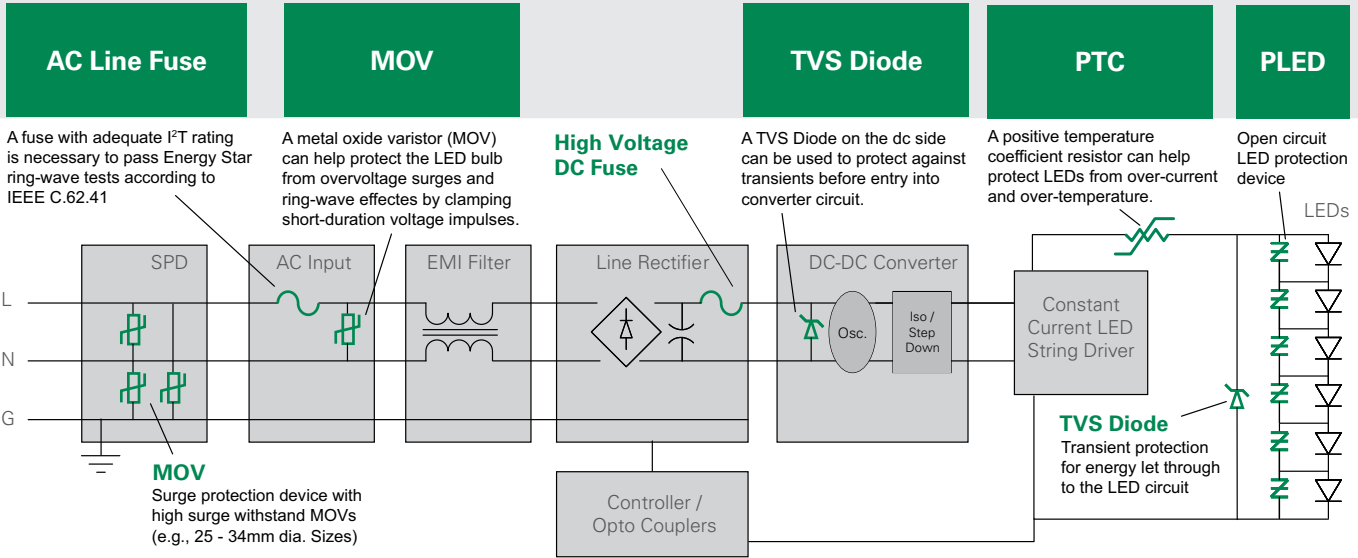 AC Line Fuse
MOV
TVS Diode
PTC
PLED
A fuse with adequate I²T rating
is necessary to pass Energy Star
ring-wave tests according to
IEEE C.62.41
A metal oxide varistor (MOV)
can help protect the LED bulb
from overvoltage surges and
ring-wave effectes by clamping
short-duration voltage impulses.
High Voltage
DC Fuse
A TVS Diode on the dc side
can be used to protect against
transients before entry into
converter circuit.
A positive temperature
coefficient resistor can help
protect LEDs from over-current
and over-temperature.
Open circuit
LED protection
device
LEDs
SPD
AC Input
EMI Filter
Line Rectifier
DC-DC Converter
L
N
G
Osc.
Iso /
Step
Down
Constant
Current LED
String Driver
MOV
Surge protection device with
high surge withstand MOVs
(e.g., 25 - 34mm dia. Sizes)
Controller /
Opto Couplers
TVS Diode
Transient protection
for energy let through
to the LED circuit